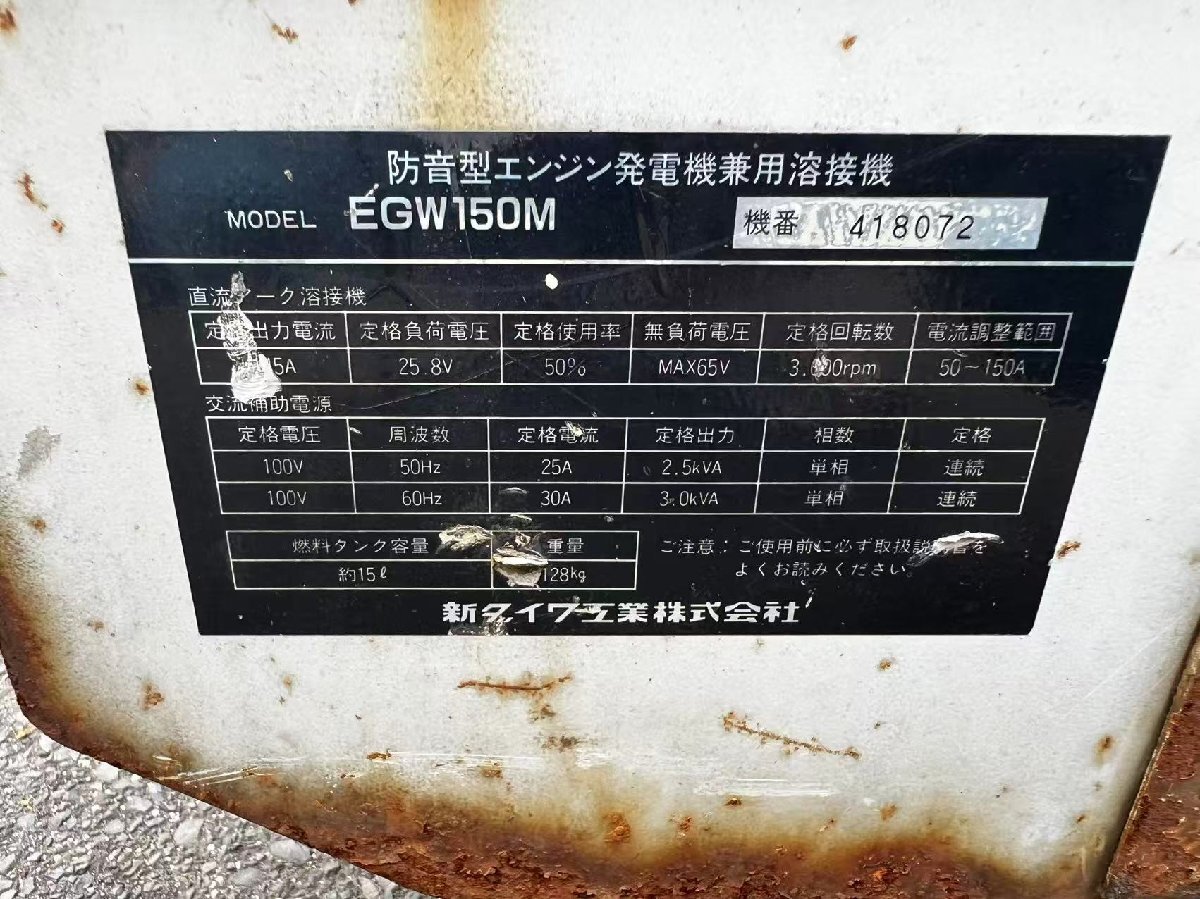 防音型エンジン発電機兼用溶接機
MODEL EGW150M 機番 418072
直流アーク溶接機
定格出力電流 定格負荷電圧 定格使用率 無負荷電圧 定格回転数 電流調整範囲
25.8V 50% MAX65V 3.600rpm 50~150A
交流補助電源
定格電圧 周波数 定格電流 定格出力 相数 定格
100V 50Hz 25A 2.5kVA 単相 連続
100V 60Hz 30A 3.0kVA 単相 連続
燃料タンク容量 重量
約15ℓ 128kg
ご注意:ご使用前に必ず取扱説明書を
よくお読みください。
新ダイワ工業株式会社